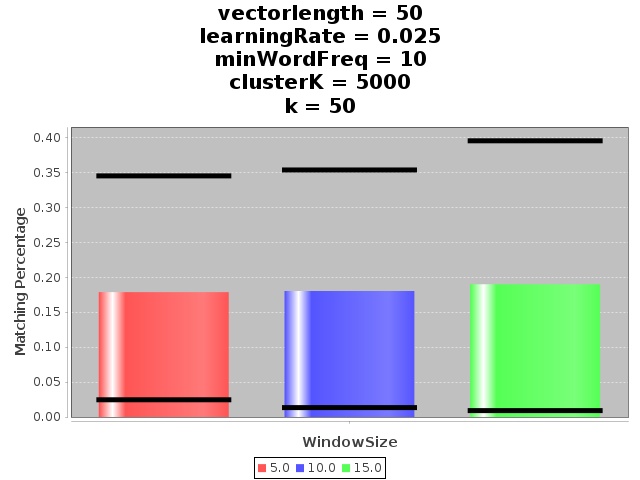 vectorlength = 50
learningRate = 0.025
minWordFreq = 10
clusterK = 5000
k = 50
0.40
0.35
0.30
0.25
0.20
0.15
0.10
0.05
0.00
Matching Percentage
WindowSize
5.0 10.0 15.0